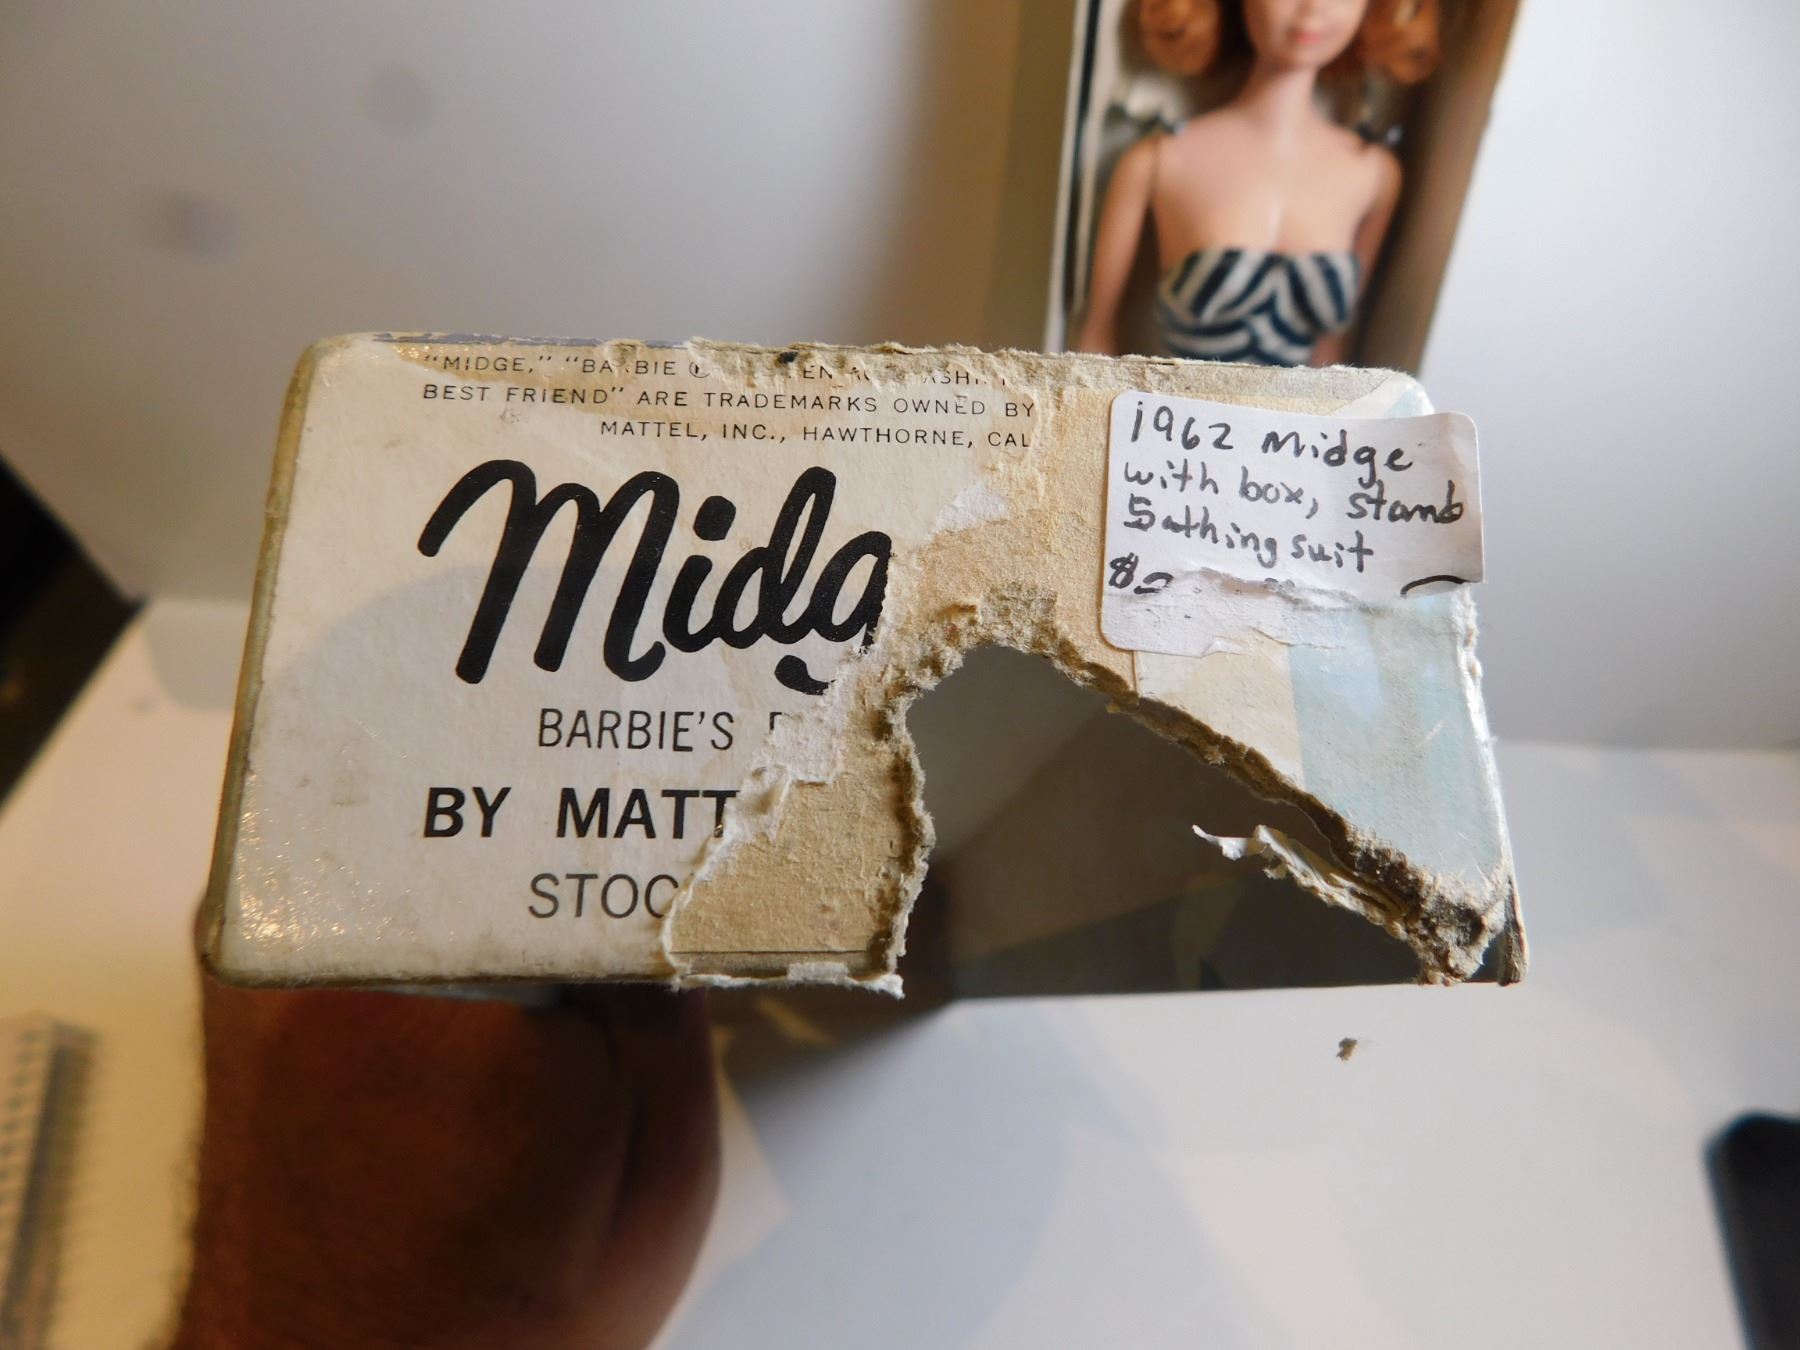 "MIDGE," "BARBIE ®
BEST FRIEND" ARE TRADEMARKS OWNED BY
MATTEL, INC., HAWTHORNE, CAL
Midg
BARBIE'S
BY MATT
STOC
1962 Midge
with box, stand
Bathing suit
$2